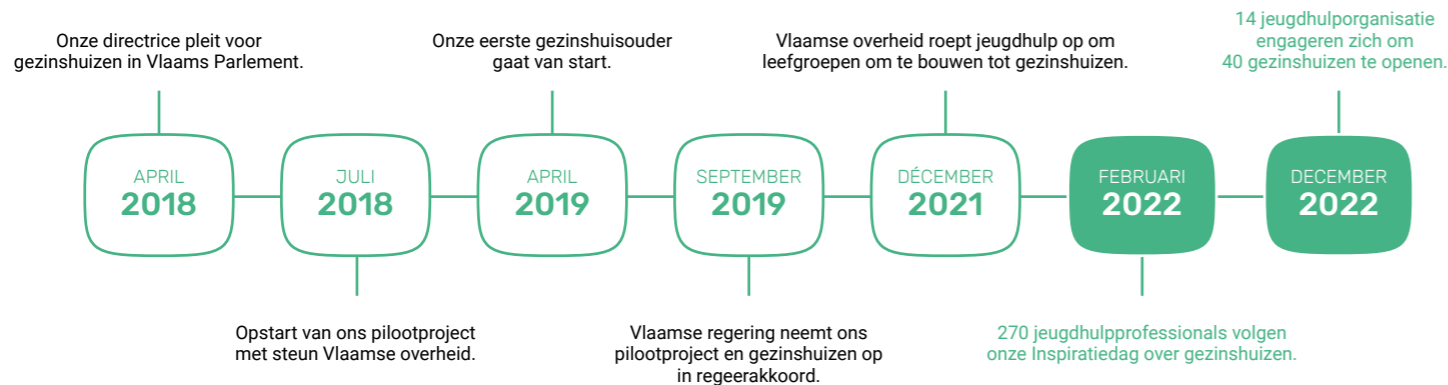 Onze directrice pleit voor
gezinshuizen in Vlaams Parlement.
Onze eerste gezinshuisouder
gaat van start.
Vlaamse overheid roept jeugdhulp op om
leefgroepen om te bouwen tot gezinshuizen.
14 jeugdhulporganisatie
engageren zich om
40 gezinshuizen te openen.
APRIL
2018
JULI
2018
APRIL
2019
SEPTEMBER
2019
DÉCEMBER
2021
FEBRUARI
2022
DECEMBER
2022
Opstart van ons pilootproject
met steun Vlaamse overheid.
Vlaamse regering neemt ons
pilootproject en gezinshuizen op
in regeerakkoord.
270 jeugdhulpprofessionals volgen
onze Inspiratiedag over gezinshuizen.